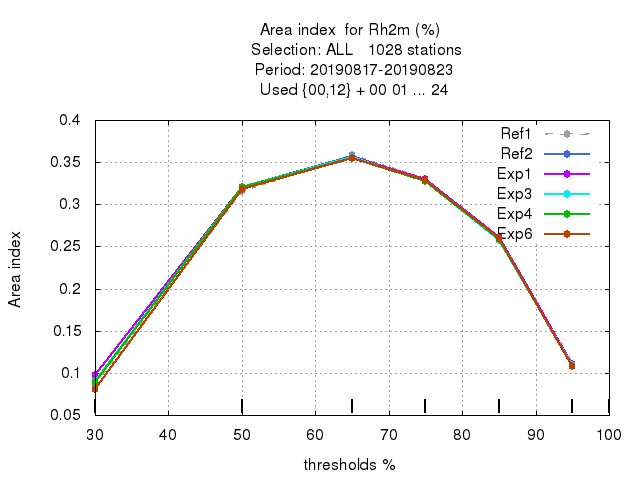 Area index for Rh2m (%)
Selection: ALL 1028 stations
Period: 20190817-20190823
Used {00,12} + 00 01 ... 24
0.4
0.35
0.3
0.25
0.2
0.15
0.1
0.05
Area index
Ref1
Ref2
Exp1
Exp3
Exp4
Exp6
30 40 50 60 70 80 90 100
thresholds %